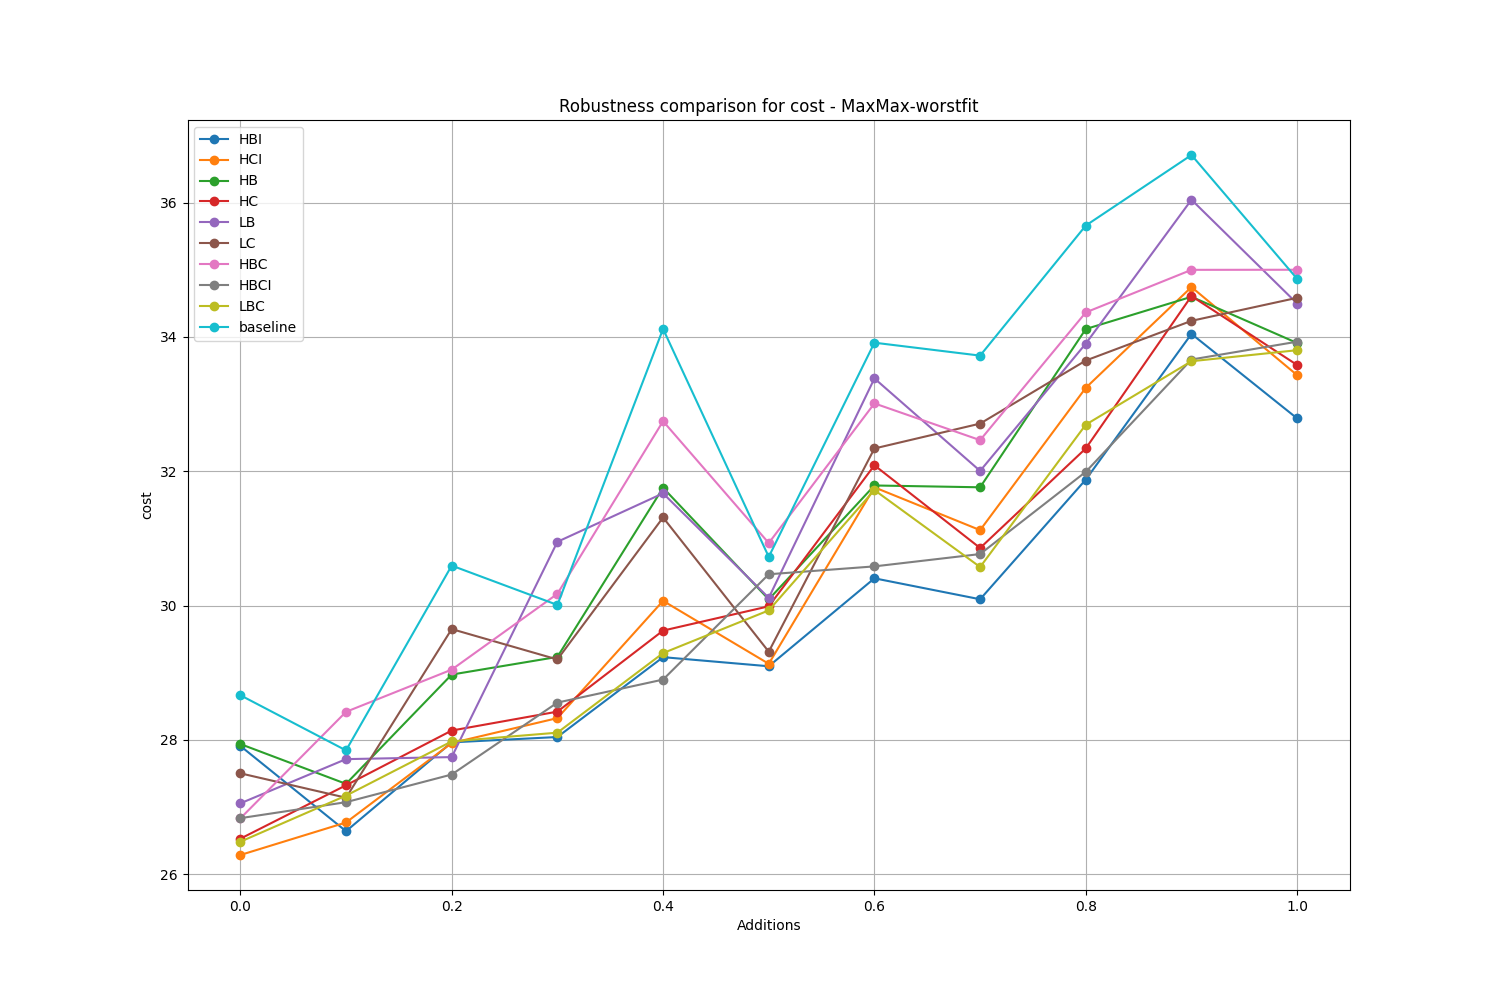 Robustness comparison for cost - MaxMax-worstfit
HBI
HCI
HB
HC
LB
LC
HBC
HBCI
LBC
baseline
36
34
32
30
28
26
cost
0.0 0.2 0.4 0.6 0.8 1.0
Additions